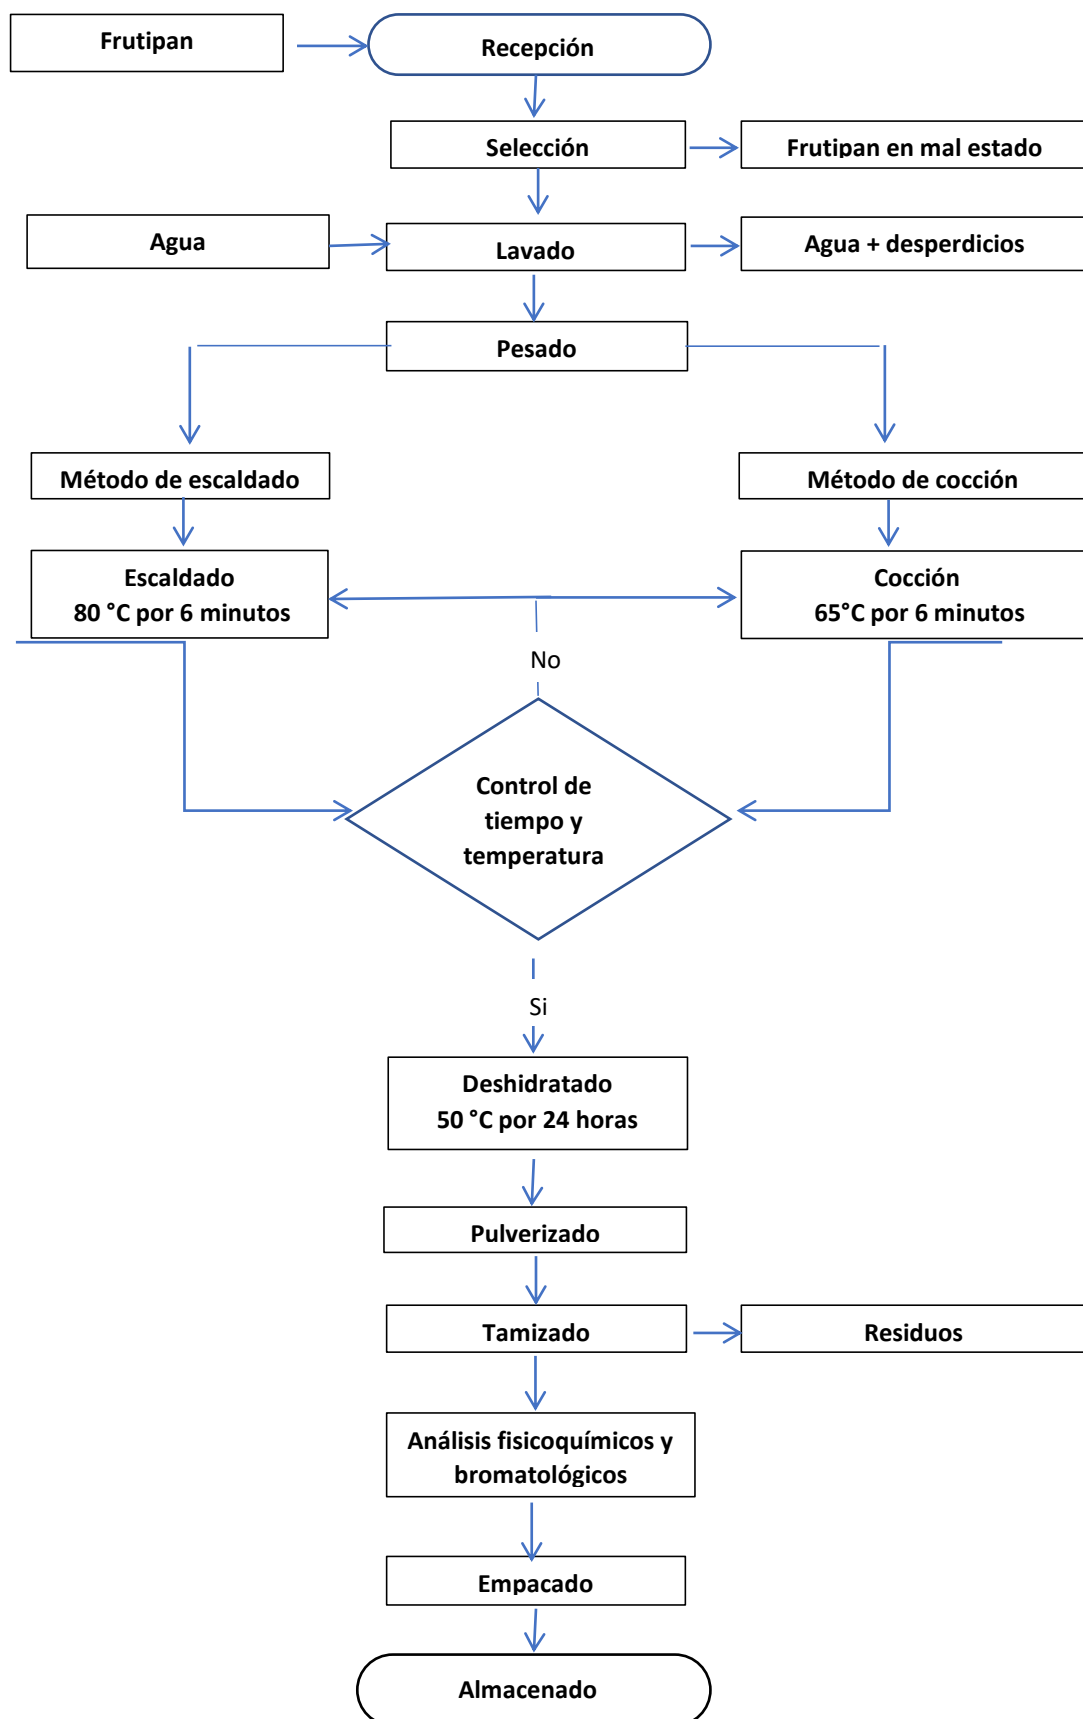 Frutipan
Recepción
Selección
Frutipan en mal estado
Agua
Lavado
Agua + desperdicios
Pesado
Método de escaldado
Método de cocción
Escaldado
80 °C por 6 minutos
Cocción
65°C por 6 minutos
No
Control de
tiempo y
temperatura
Si
Deshidratado
50 °C por 24 horas
Pulverizado
Tamizado
Residuos
Análisis fisicoquímicos y
bromatológicos
Empacado
Almacenado